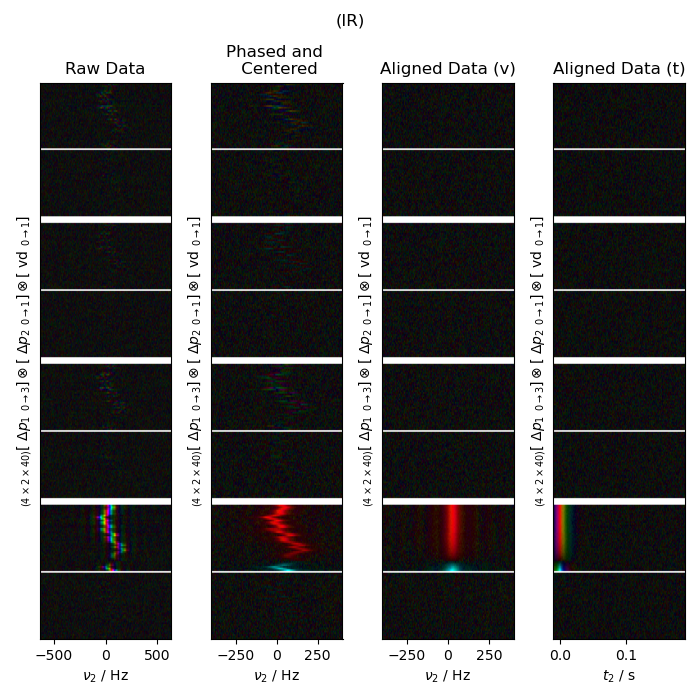 (IR)
Raw Data
Phased and
Centered
Aligned Data (v)
Aligned Data (t)
(4 × 2 × 40)[ Δp₁ ₀→₃] ⊗ [ Δp₂ ₀→₁] ⊗ [ vd ₀→₁]
(4 × 2 × 40)[ Δp₁ ₀→₃] ⊗ [ Δp₂ ₀→₁] ⊗ [ vd ₀→₁]
(4 × 2 × 40)[ Δp₁ ₀→₃] ⊗ [ Δp₂ ₀→₁] ⊗ [ vd ₀→₁]
(4 × 2 × 40)[ Δp₁ ₀→₃] ⊗ [ Δp₂ ₀→₁] ⊗ [ vd ₀→₁]
−500 0 500
−250 0 250
−250 0 250
0.0 0.1
ν₂ / Hz
ν₂ / Hz
ν₂ / Hz
t₂ / s